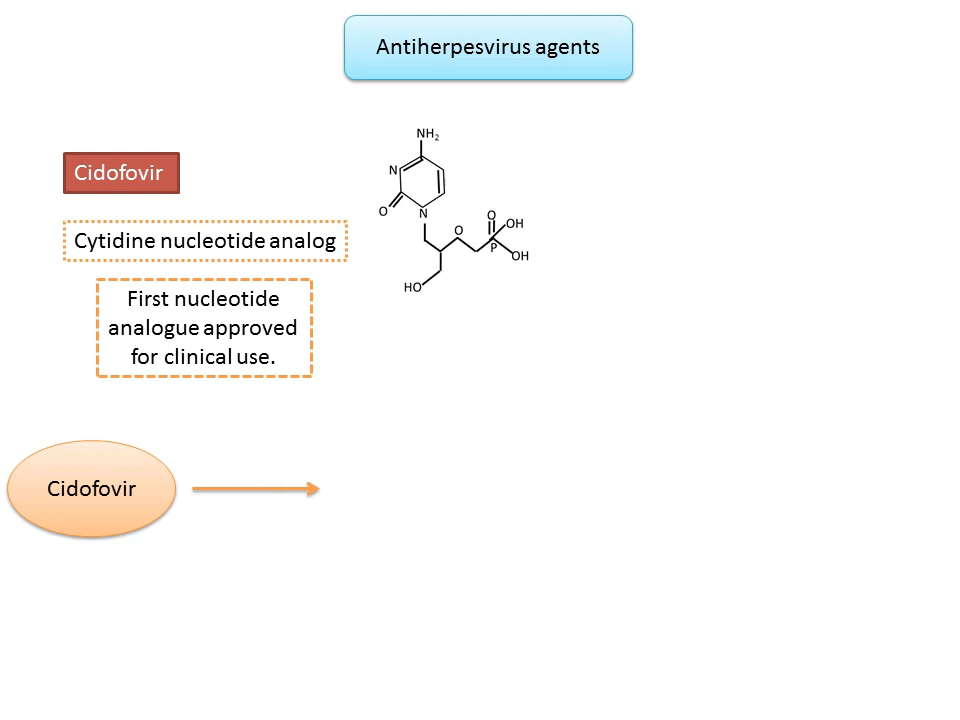 Antiherpesvirus agents
Cidofovir
Cytidine nucleotide analog
First nucleotide
analogue approved
for clinical use.
NH₂
N
O
N
O
O
OH
P
OH
HO
Cidofovir